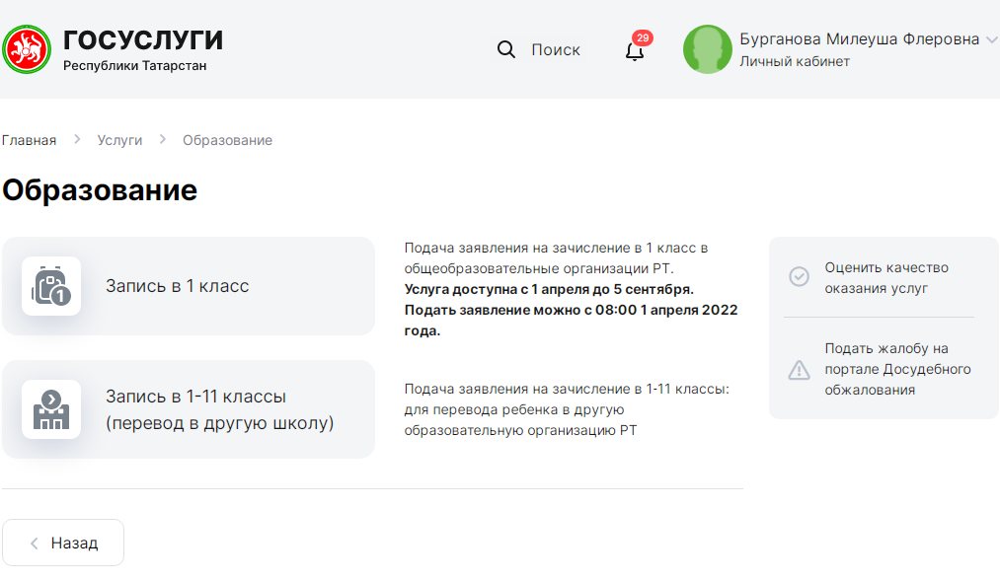 ГОСУСЛУГИ
Республики Татарстан
Поиск
29
Бурганова Милеуша Флеровна
Личный кабинет
Главная
Услуги
Образование
Образование
1
Запись в 1 класс
Подача заявления на зачисление в 1 класс в
общеобразовательные организации РТ.
Услуга доступна с 1 апреля до 5 сентября.
Подать заявление можно с 08:00 1 апреля 2022
года.
Оценить качество
оказания услуг
Подать жалобу на
портале Досудебного
обжалования
Запись в 1-11 классы
(перевод в другую школу)
Подача заявления на зачисление в 1-11 классы:
для перевода ребенка в другую
образовательную организацию РТ
Назад